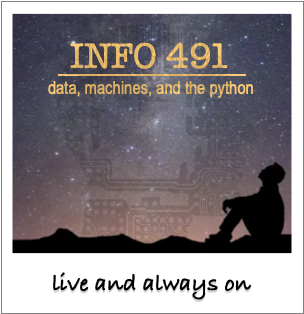 INFO 491
data, machines, and the python
live and always on